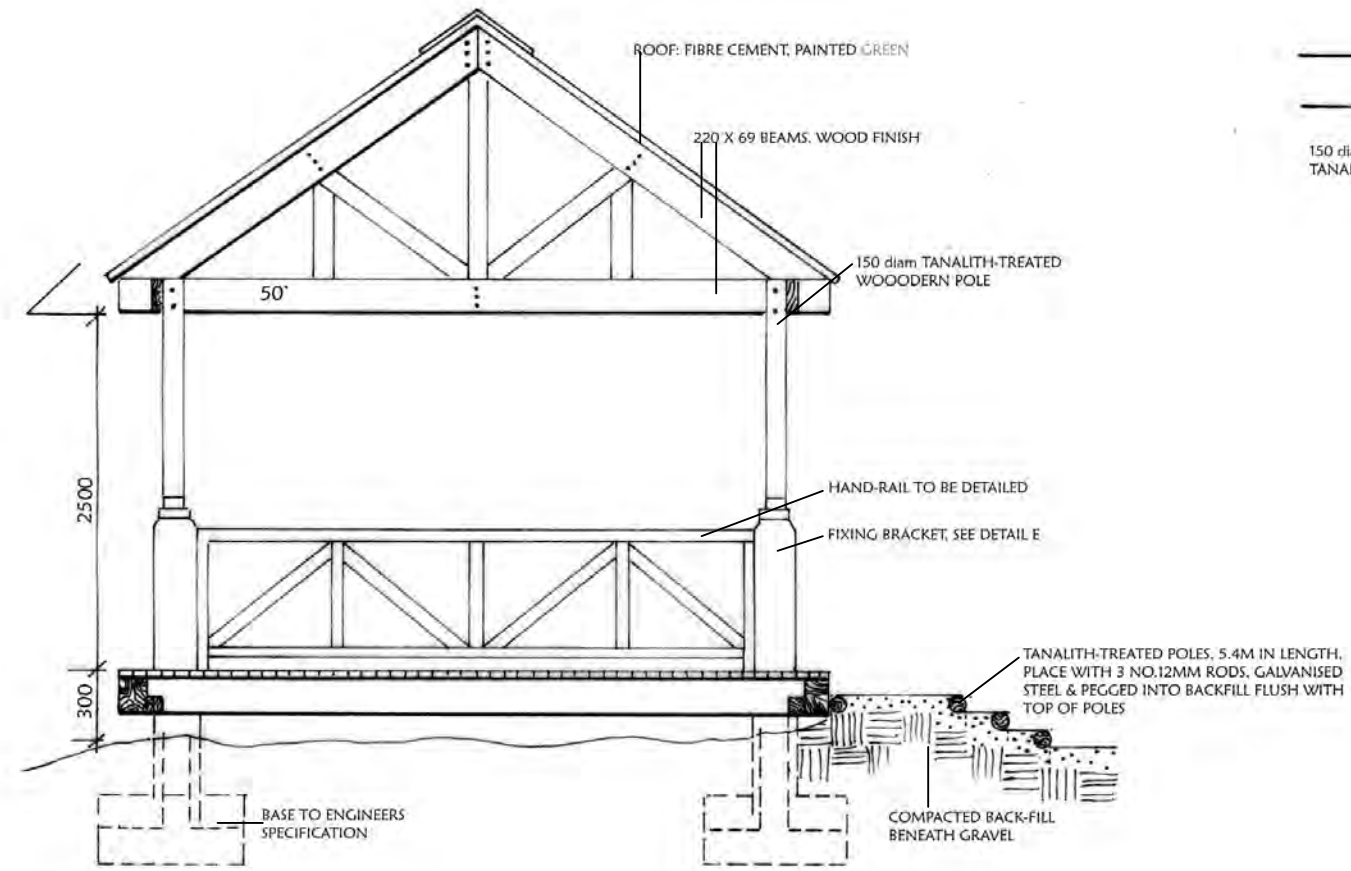 ROOF: FIBRE CEMENT, PAINTED GREEN
220 X 69 BEAMS. WOOD FINISH
150 dia
TANAL
150 diam TANALITH-TREATED
WOOODERN POLE
50°
2500
HAND-RAIL TO BE DETAILED
FIXING BRACKET, SEE DETAIL E
300
TANALITH-TREATED POLES, 5.4M IN LENGTH,
PLACE WITH 3 NO.12MM RODS, GALVANISED
STEEL & PEGGED INTO BACKFILL FLUSH WITH
TOP OF POLES
BASE TO ENGINEERS
SPECIFICATION
COMPACTED BACK-FILL
BENEATH GRAVEL